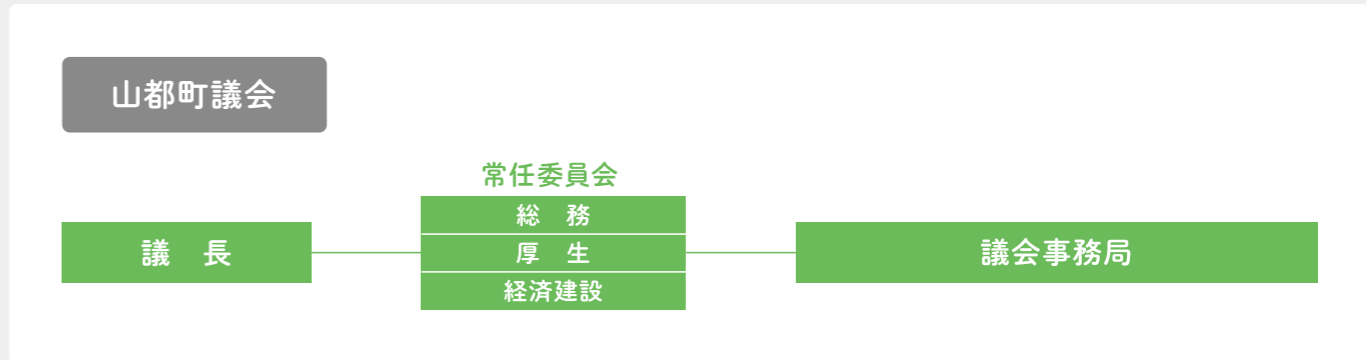 山都町議会
常任委員会
議　長
総　務
厚　生
経済建設
議会事務局